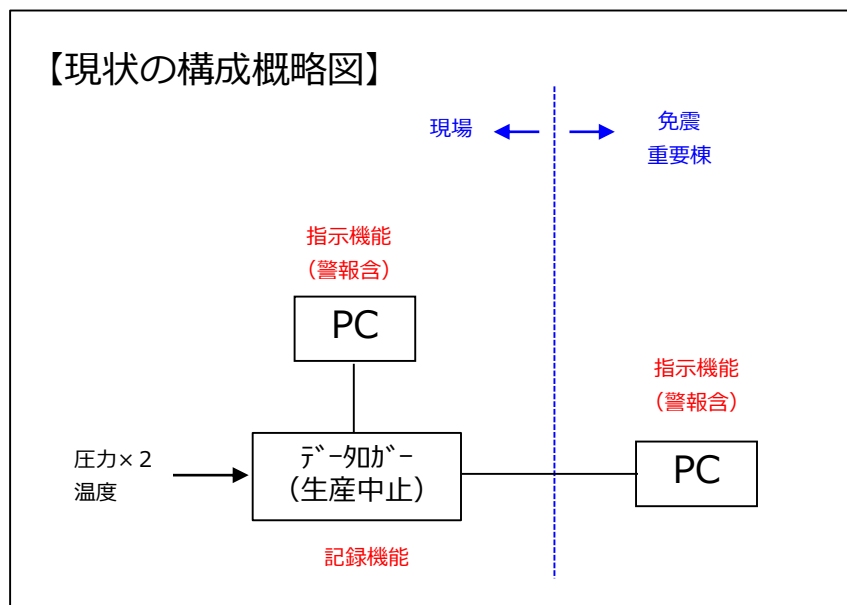 【現状の構成概略図】
現場
免震
重要棟
指示機能
（警報含）
PC
指示機能
（警報含）
PC
圧力×２
温度
ﾃﾞｰﾀﾛｶﾞｰ
（生産中止）
記録機能